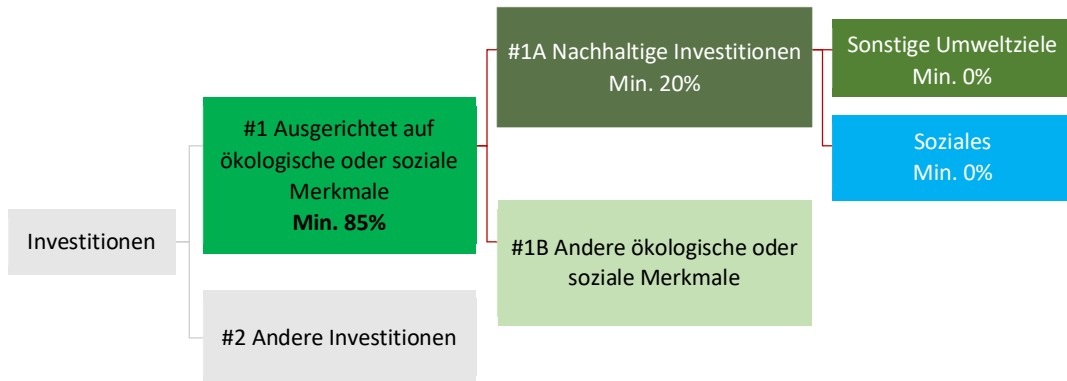 Investitionen
#1 Ausgerichtet auf
ökologische oder soziale
Merkmale
Min. 85%
#2 Andere Investitionen
#1A Nachhaltige Investitionen
Min. 20%
#1B Andere ökologische oder
soziale Merkmale
Sonstige Umweltziele
Min. 0%
Soziales
Min. 0%